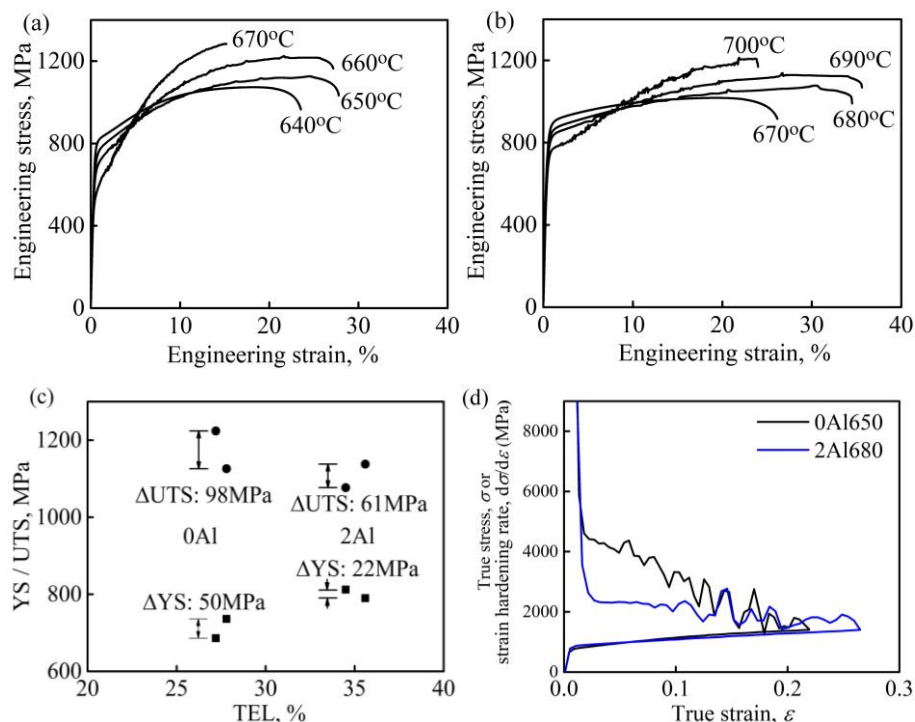 (a)
Engineering stress, MPa
1200
800
400
0
670°C
660°C
650°C
640°C
0 10 20 30 40
Engineering strain, %
(b)
Engineering stress, MPa
1200
800
400
0
700°C
690°C
680°C
670°C
0 10 20 30 40
Engineering strain, %
(c)
YS / UTS, MPa
1200
1000
800
600
ΔUTS: 98MPa
ΔUTS: 61MPa
0Al
2Al
ΔYS: 22MPa
ΔYS: 50MPa
20 25 30 35 40
TEL, %
(d)
True stress, σ or
strain hardening rate, dσ/dε (MPa)
8000
6000
4000
2000
0
0Al650
2Al680
0.0 0.1 0.2 0.3
True strain, ε